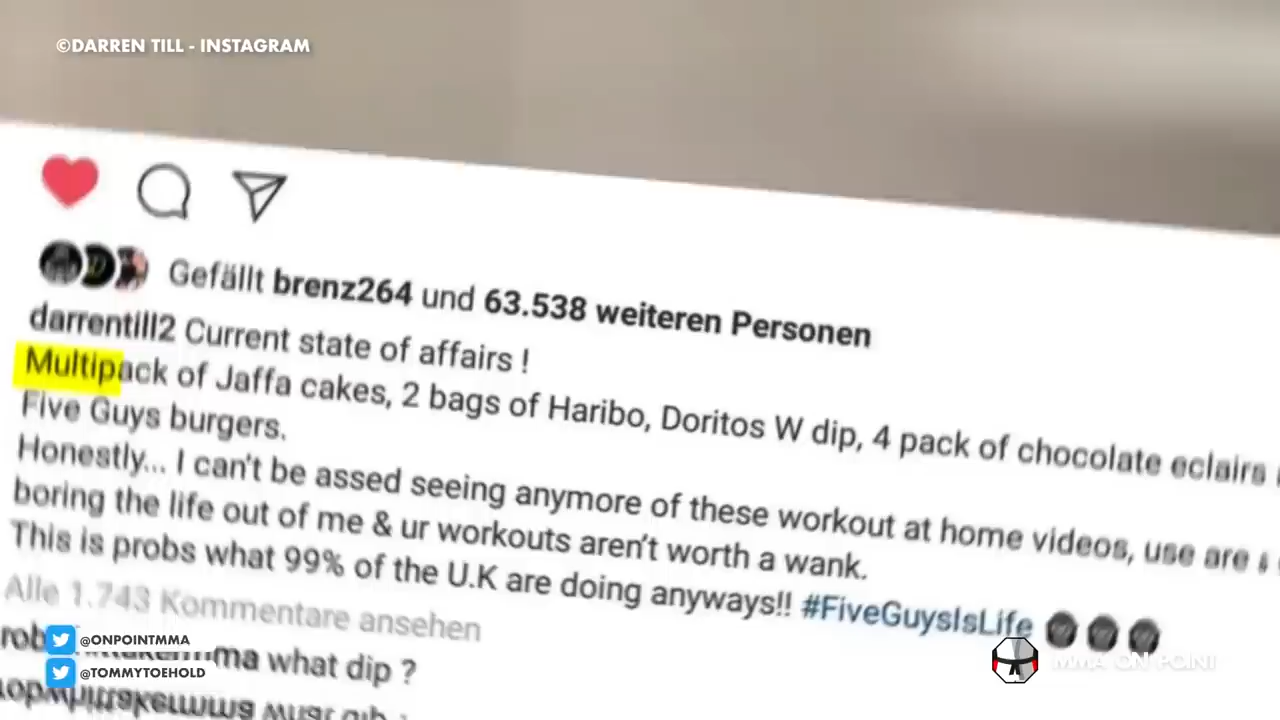 ©DARREN TILL - INSTAGRAM
Gefällt brenz264 und 63.538 weiteren Personen
darrentill2 Current state of affairs !
Multipack of Jaffa cakes, 2 bags of Haribo, Doritos W dip, 4 pack of chocolate eclairs
Five Guys burgers.
Honestly... I can't be assed seeing anymore of these workout at home videos, use are
boring the life out of me & ur workouts aren't worth a wank.
This is probs what 99% of the U.K are doing anyways!! #FiveGuysIsLife
Alle 1.743 Kommentare ansehen
what dip ?
@ONPOINTMMA
@TOMMYTOEHOLD
MMA ON POINT